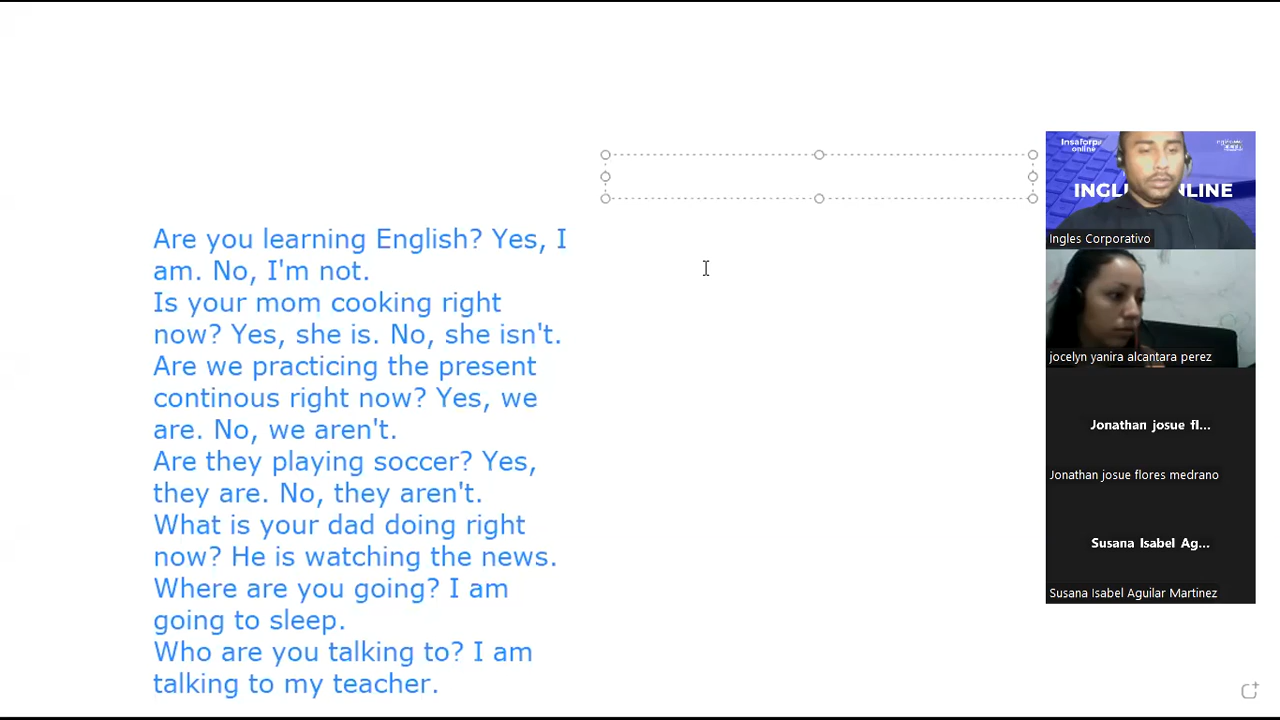 Are you learning English? Yes, I
am. No, I'm not.
Is your mom cooking right
now? Yes, she is. No, she isn't.
Are we practicing the present
continous right now? Yes, we
are. No, we aren't.
Are they playing soccer? Yes,
they are. No, they aren't.
What is your dad doing right
now? He is watching the news.
Where are you going? I am
going to sleep.
Who are you talking to? I am
talking to my teacher.
Insaforp
online
INGL NLINE
Ingles Corporativo
jocelyn yanira alcantara perez
Jonathan josue fl...
Jonathan josue flores medrano
Susana Isabel Ag...
Susana Isabel Aguilar Martinez